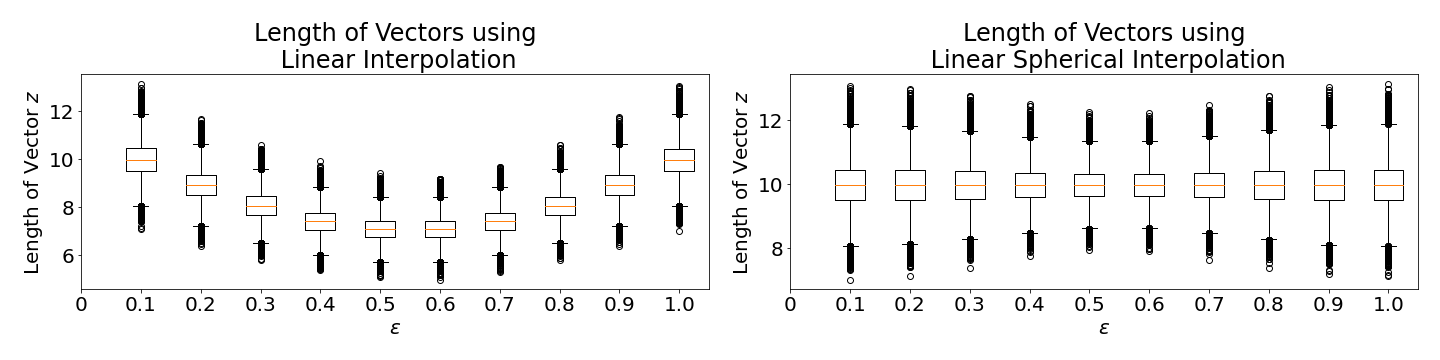 Length of Vectors using
Linear Interpolation
Length of Vector z
12
10
8
6
0 0.1 0.2 0.3 0.4 0.5 0.6 0.7 0.8 0.9 1.0
ε
Length of Vectors using
Linear Spherical Interpolation
Length of Vector z
12
10
8
0 0.1 0.2 0.3 0.4 0.5 0.6 0.7 0.8 0.9 1.0
ε